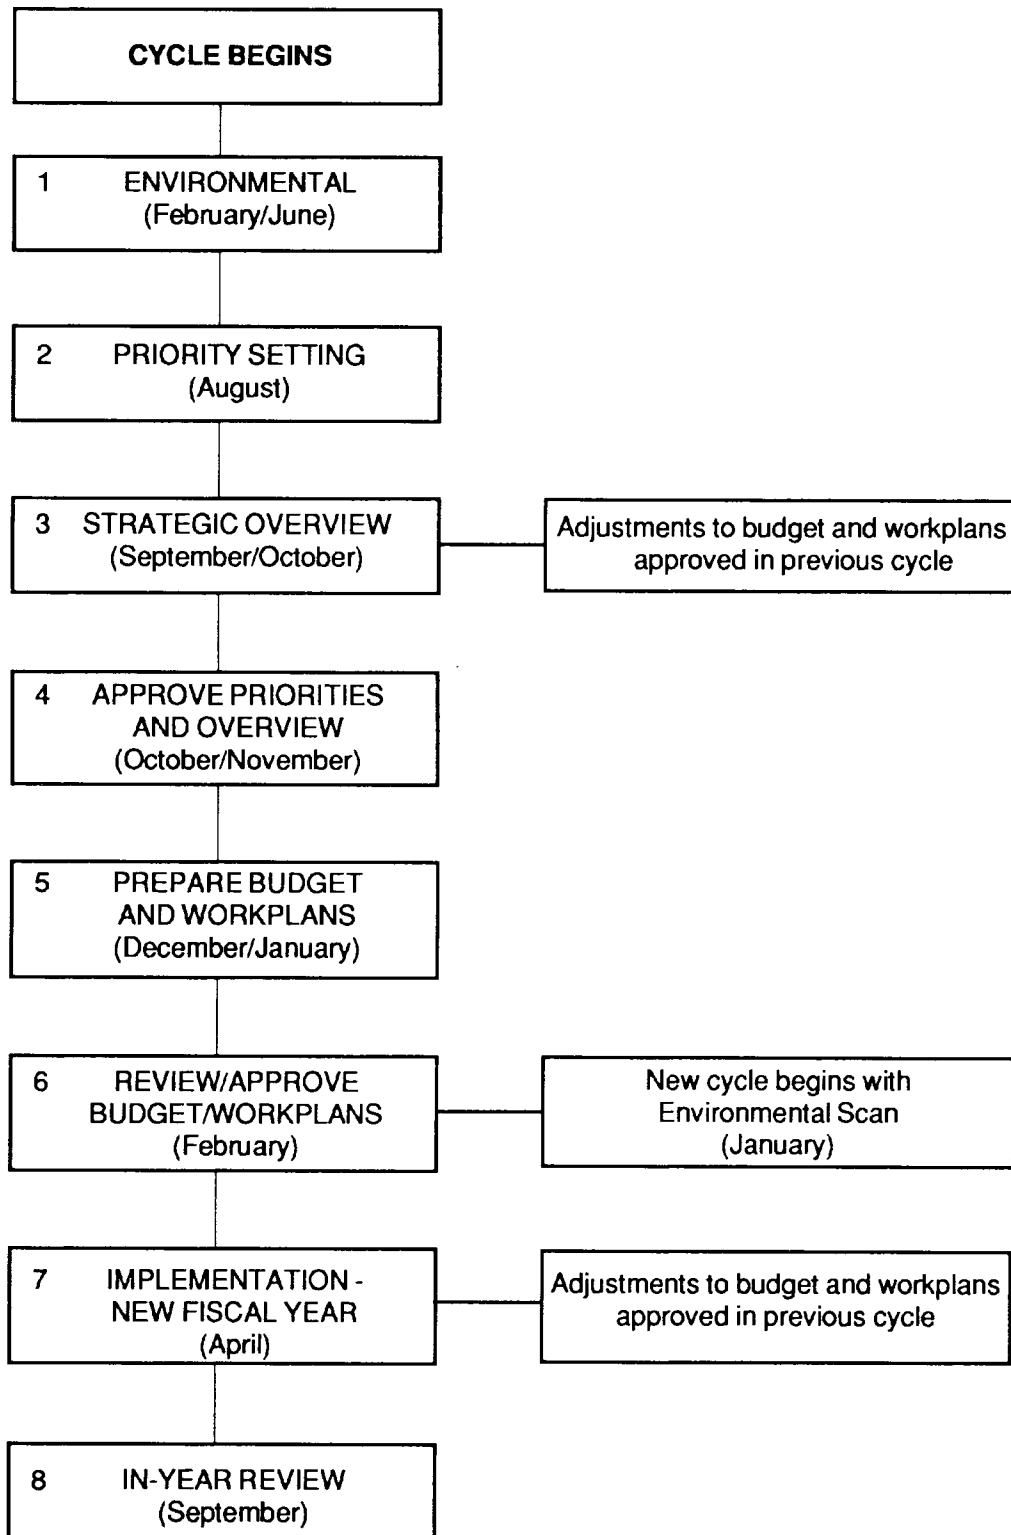 CYCLE BEGINS
1 ENVIRONMENTAL
(February/June)
2 PRIORITY SETTING
(August)
3 STRATEGIC OVERVIEW
(September/October)
Adjustments to budget and workplans
approved in previous cycle
4 APPROVE PRIORITIES
AND OVERVIEW
(October/November)
5 PREPARE BUDGET
AND WORKPLANS
(December/January)
6 REVIEW/APPROVE
BUDGET/WORKPLANS
(February)
New cycle begins with
Environmental Scan
(January)
7 IMPLEMENTATION -
NEW FISCAL YEAR
(April)
Adjustments to budget and workplans
approved in previous cycle
8 IN-YEAR REVIEW
(September)